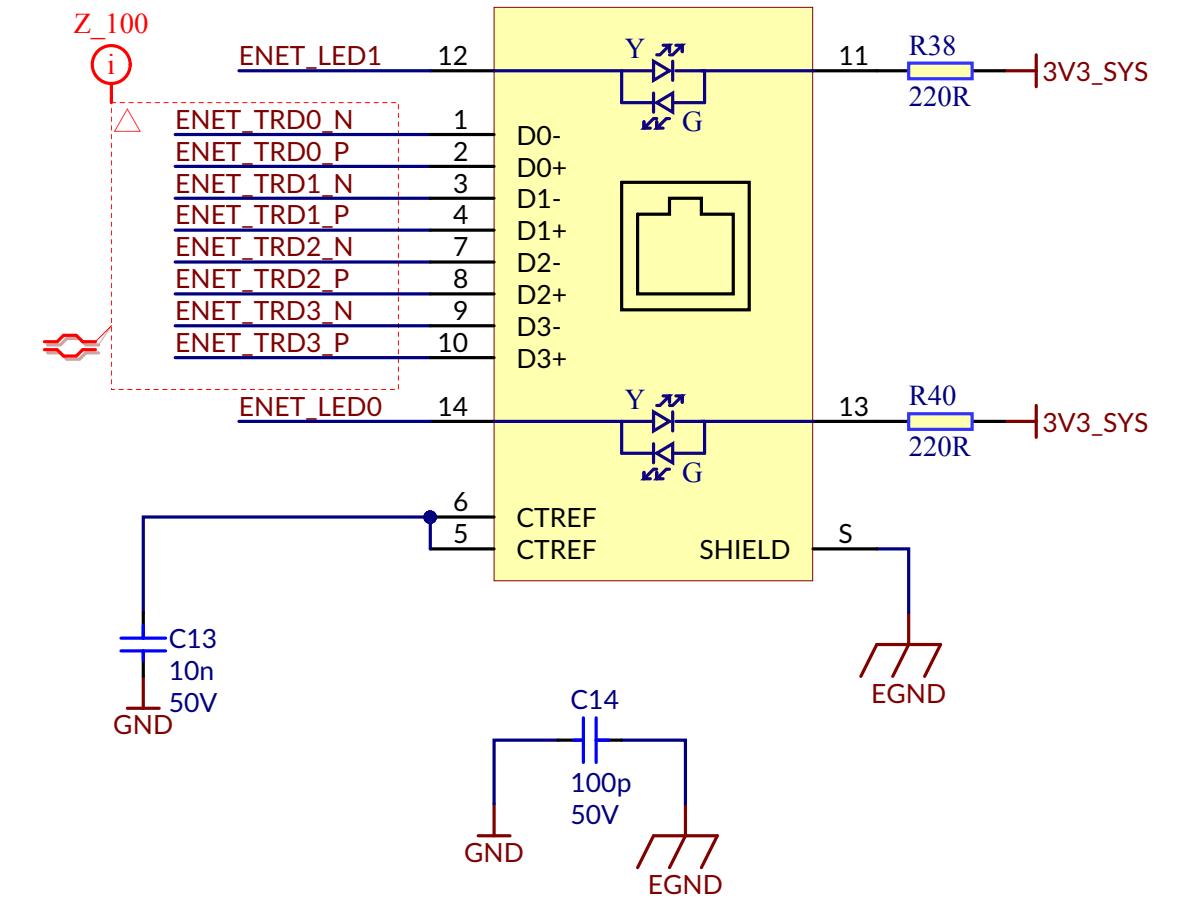 Z_100
i
ENET_LED1 12 Y 11 R38
3V3_SYS
G 220R
ENET_TRD0_N 1 D0-
ENET_TRD0_P 2 D0+
ENET_TRD1_N 3 D1-
ENET_TRD1_P 4 D1+
ENET_TRD2_N 7 D2-
ENET_TRD2_P 8 D2+
ENET_TRD3_N 9 D3-
ENET_TRD3_P 10 D3+
ENET_LED0 14 Y 13 R40
3V3_SYS
G 220R
6 CTREF
5 CTREF SHIELD S
C13
10n
50V
GND
EGND
C14
100p
50V
GND
EGND